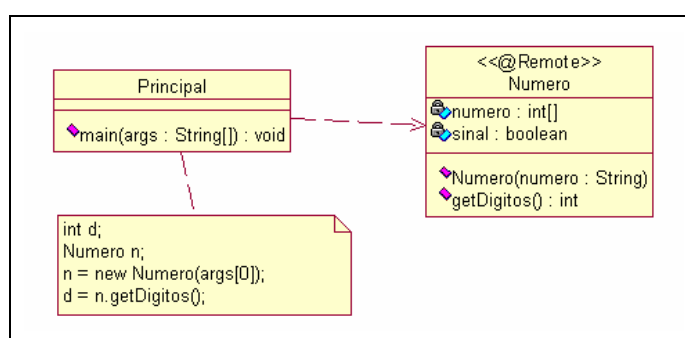 Principal
main(args : String[]) : void
<<@Remote>>
Numero
numero : int[]
sinal : boolean
Numero(numero : String)
getDigitos() : int
int d;
Numero n;
n = new Numero(args[0]);
d = n.getDigitos();